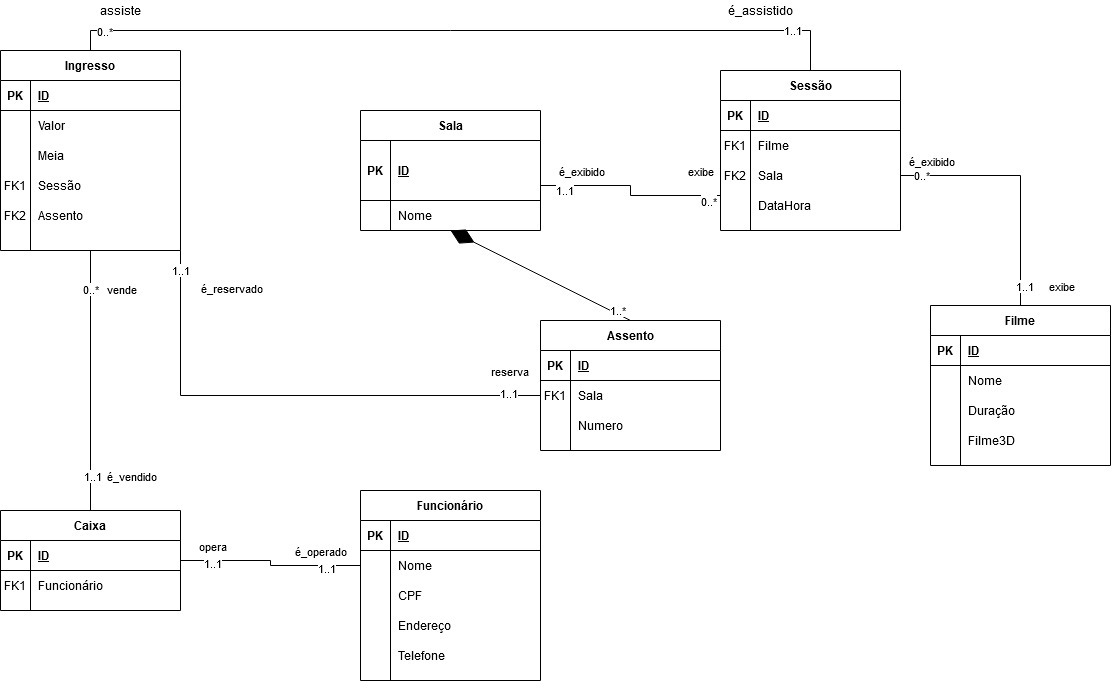 assiste
é_assistido
0..*
1..1
Ingresso
PK ID
Valor
Meia
FK1 Sessão
FK2 Assento
Sala
PK ID
Nome
é_exibido
1..1
exibe
0..*
Sessão
PK ID
FK1 Filme
FK2 Sala
DataHora
é_exibido
0..*
1..1 exibe
Filme
PK ID
Nome
Duração
Filme3D
1..1
é_reservado
0..* vende
1..*
Assento
PK ID
FK1 Sala
Numero
reserva
1..1
1..1 é_vendido
Caixa
PK ID
FK1 Funcionário
opera
1..1
é_operado
1..1
Funcionário
PK ID
Nome
CPF
Endereço
Telefone